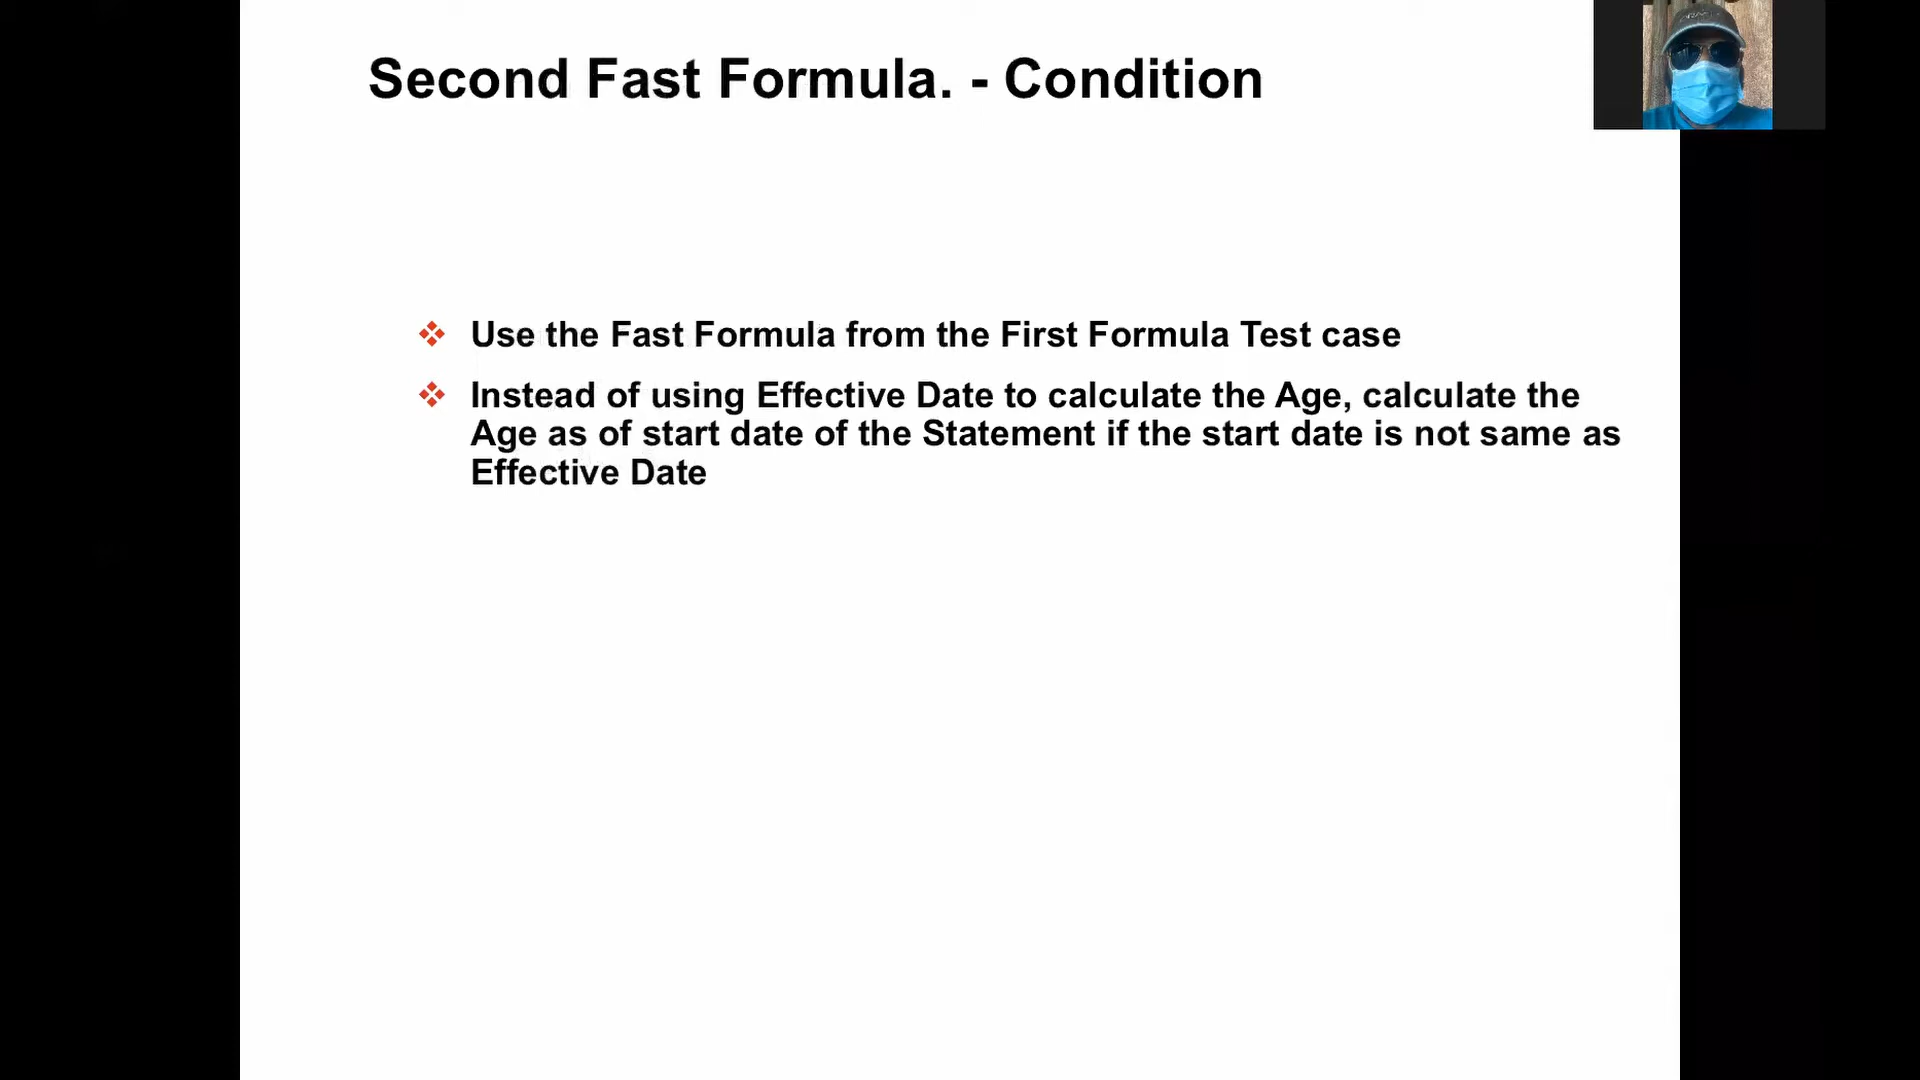 Second Fast Formula. - Condition
Use the Fast Formula from the First Formula Test case
Instead of using Effective Date to calculate the Age, calculate the
Age as of start date of the Statement if the start date is not same as
Effective Date